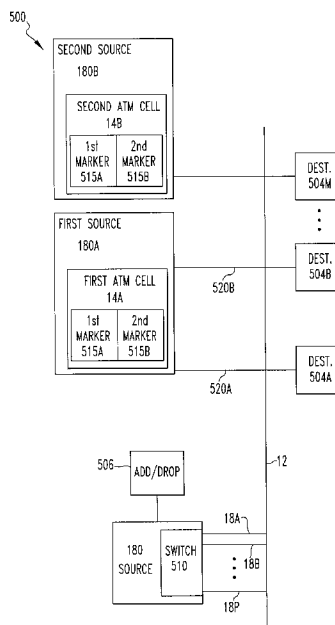 500
SECOND SOURCE
180B
SECOND ATM CELL
14B
1st 2nd
MARKER MARKER
515A 515B
DEST.
504M
FIRST SOURCE
180A
DEST.
504B
520B
FIRST ATM CELL
14A
1st 2nd
MARKER MARKER
515A 515B
DEST.
504A
520A
12
506
ADD/DROP
18A
180
SOURCE
SWITCH
510
18B
18P